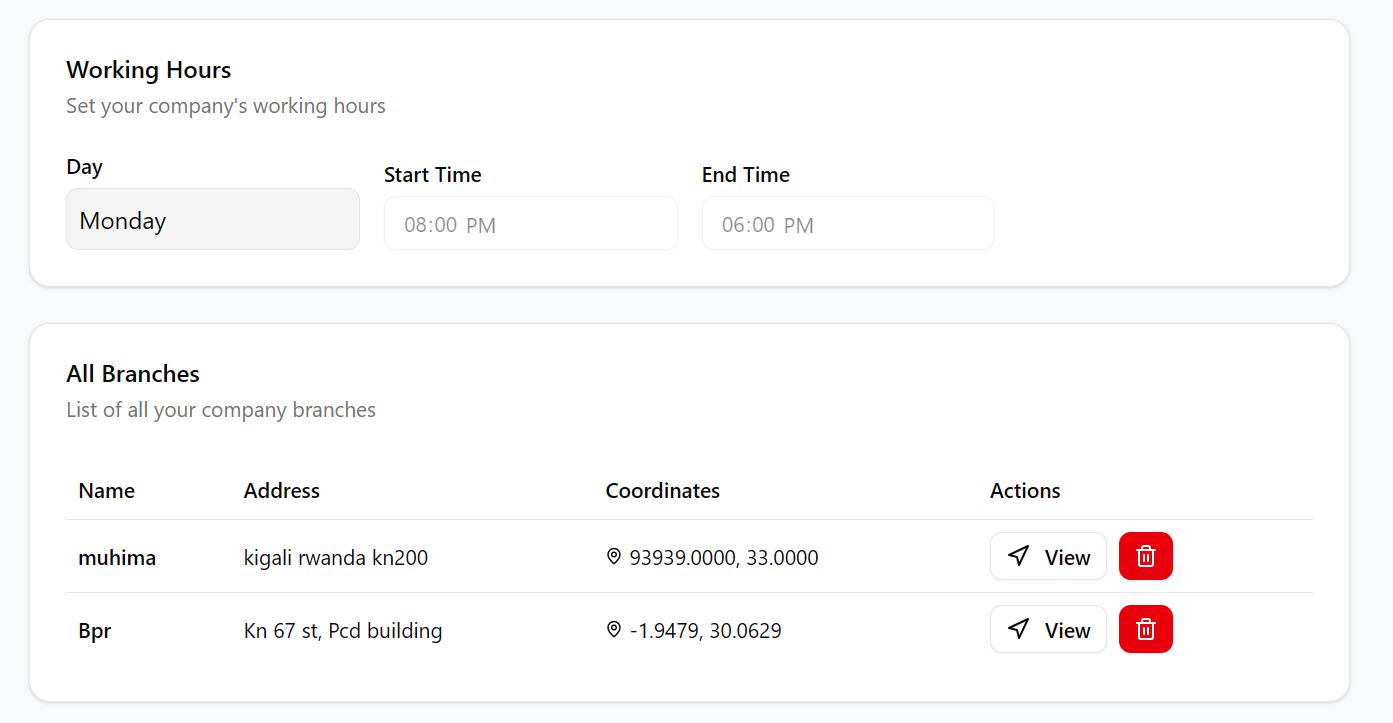 Working Hours
Set your company's working hours
Day Start Time End Time
Monday 08:00 PM 06:00 PM
All Branches
List of all your company branches
Name Address Coordinates Actions
muhima kigali rwanda kn200 93939.0000, 33.0000 View
Bpr Kn 67 st, Pcd building -1.9479, 30.0629 View